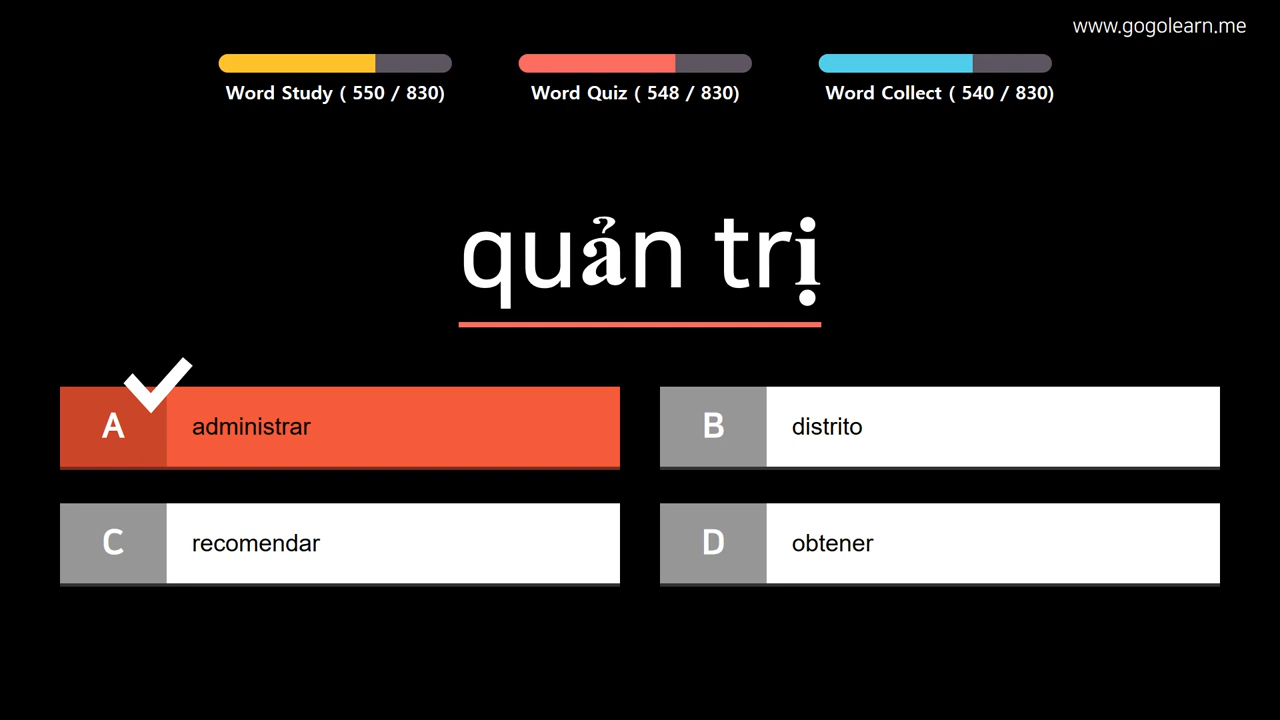 www.gogolearn.me
Word Study ( 550 / 830)
Word Quiz ( 548 / 830)
Word Collect ( 540 / 830)
quản trị
A administrar
B distrito
C recomendar
D obtener